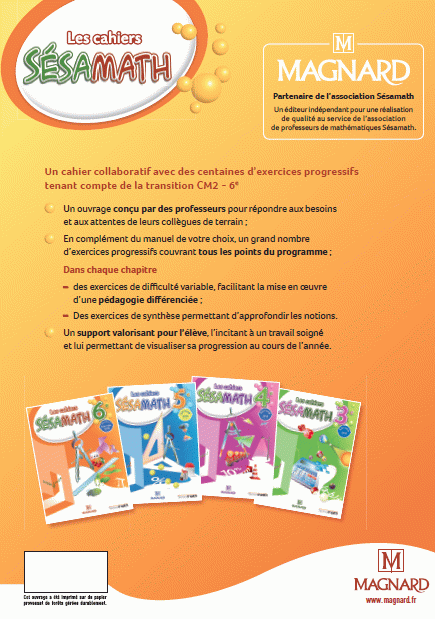 Les cahiers
SÉSAMATH
M
MAGNARD
Partenaire de l'association Sésamath
Un éditeur indépendant pour une réalisation
de qualité au service de l'association
de professeurs de mathématiques Sésamath.
Un cahier collaboratif avec des centaines d'exercices progressifs
tenant compte de la transition CM2 – 6e
Un ouvrage conçu par des professeurs pour répondre aux besoins
et aux attentes de leurs collègues de terrain ;
En complément du manuel de votre choix, un grand nombre
d'exercices progressifs couvrant tous les points du programme ;
Dans chaque chapitre
– des exercices de difficulté variable, facilitant la mise en œuvre
d'une pédagogie différenciée ;
– Des exercices de synthèse permettant d'approfondir les notions.
Un support valorisant pour l'élève, l'incitant à un travail soigné
et lui permettant de visualiser sa progression au cours de l'année.
Les cahiers
SÉSAMATH 6e
MAGNARD
Les cahiers
SÉSAMATH 5e
MAGNARD
Les cahiers
SÉSAMATH 4e
MAGNARD
Les cahiers
SÉSAMATH 3e
MAGNARD
Cet ouvrage a été imprimé sur du papier
provenant de forêts gérées durablement.
M
MAGNARD
www.magnard.fr